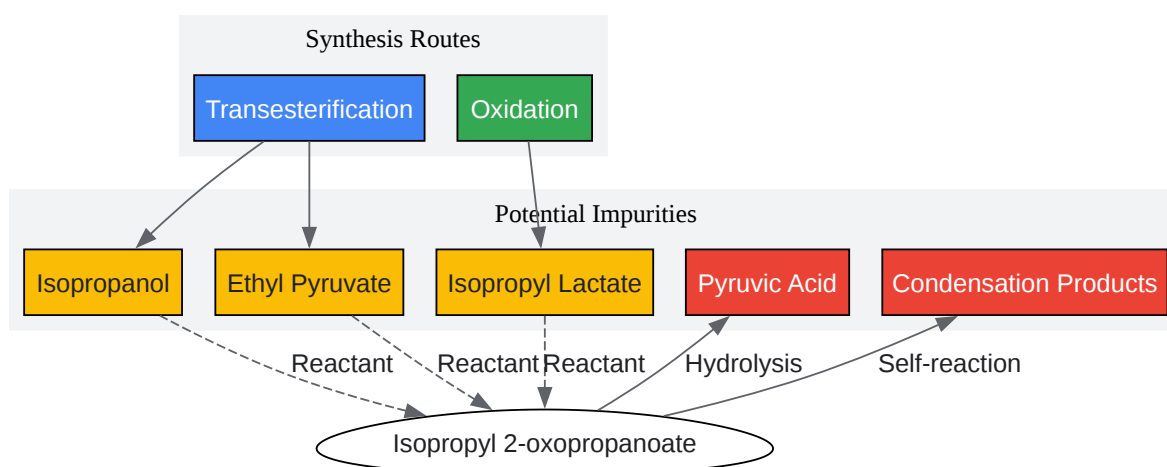 Synthesis Routes
Transesterification
Oxidation
Potential Impurities
Isopropanol
Ethyl Pyruvate
Isopropyl Lactate
Pyruvic Acid
Condensation Products
Reactant
Reactant
Reactant
Hydrolysis
Self-reaction
Isopropyl 2-oxopropanoate